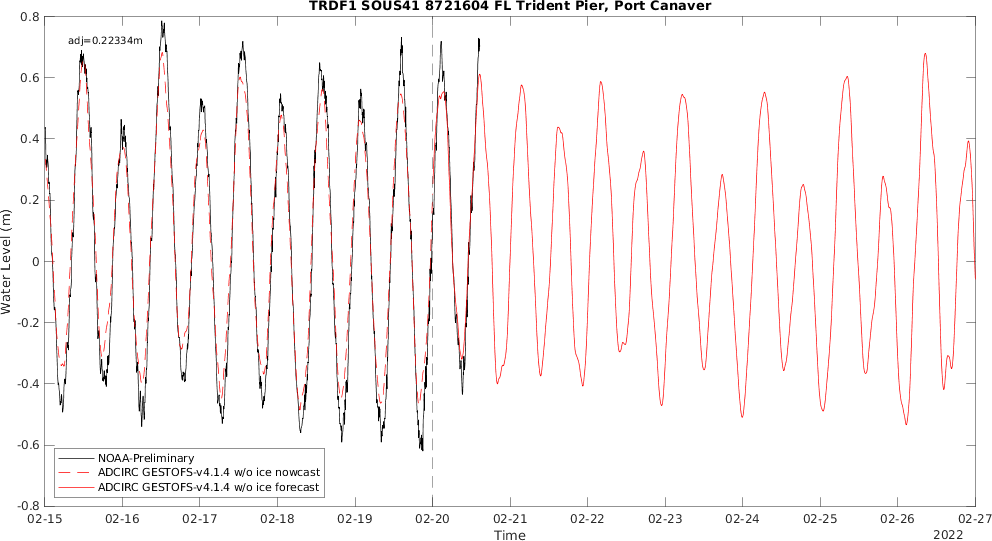 TRDF1 SOUS41 8721604 FL Trident Pier, Port Canaver
adj=0.22334m
0.8
0.6
0.4
0.2
0
-0.2
-0.4
-0.6
-0.8
Water Level (m)
NOAA-Preliminary
ADCIRC GESTOFS-v4.1.4 w/o ice nowcast
ADCIRC GESTOFS-v4.1.4 w/o ice forecast
02-15 02-16 02-17 02-18 02-19 02-20 02-21 02-22 02-23 02-24 02-25 02-26 02-27
Time
2022